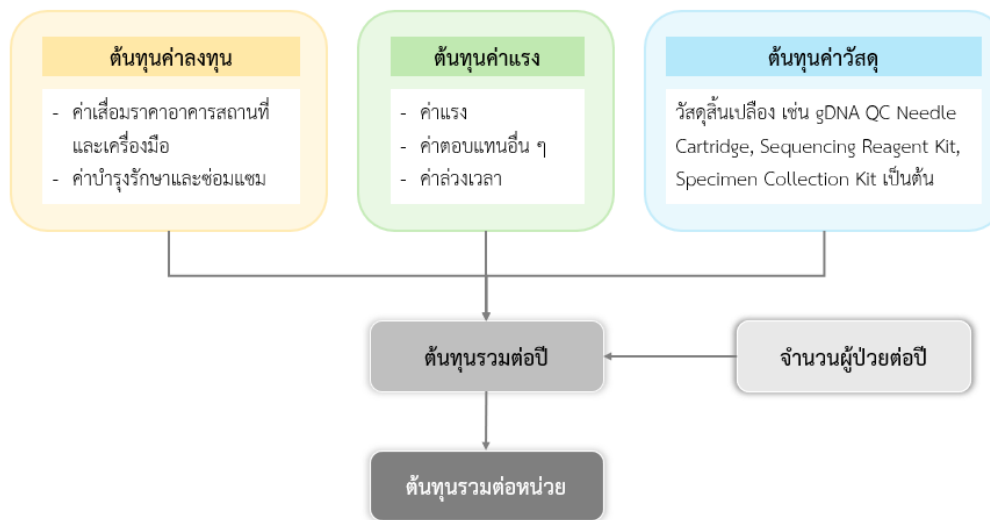 ต้นทุนค่าลงทุน
- ค่าเสื่อมราคาอาคารสถานที่
และเครื่องมือ
- ค่าบำรุงรักษาและซ่อมแซม
ต้นทุนค่าแรง
- ค่าแรง
- ค่าตอบแทนอื่น ๆ
- ค่าล่วงเวลา
ต้นทุนค่าวัสดุ
วัสดุสิ้นเปลือง เช่น gDNA QC Needle
Cartridge, Sequencing Reagent Kit,
Specimen Collection Kit เป็นต้น
ต้นทุนรวมต่อปี
จำนวนผู้ป่วยต่อปี
ต้นทุนรวมต่อหน่วย